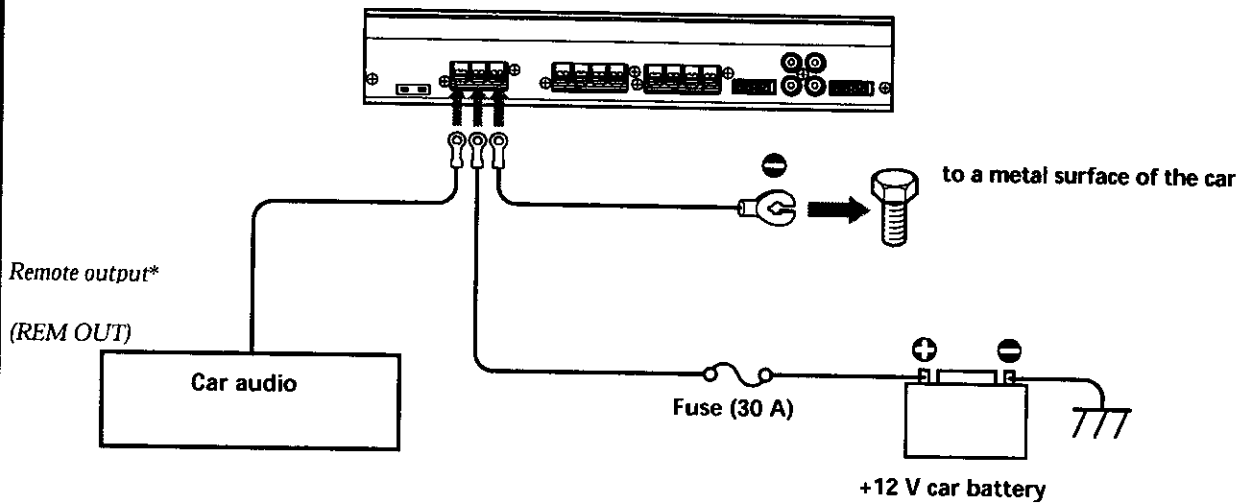 to a metal surface of the car
Remote output*
(REM OUT)
Car audio
Fuse (30 A)
+12 V car battery